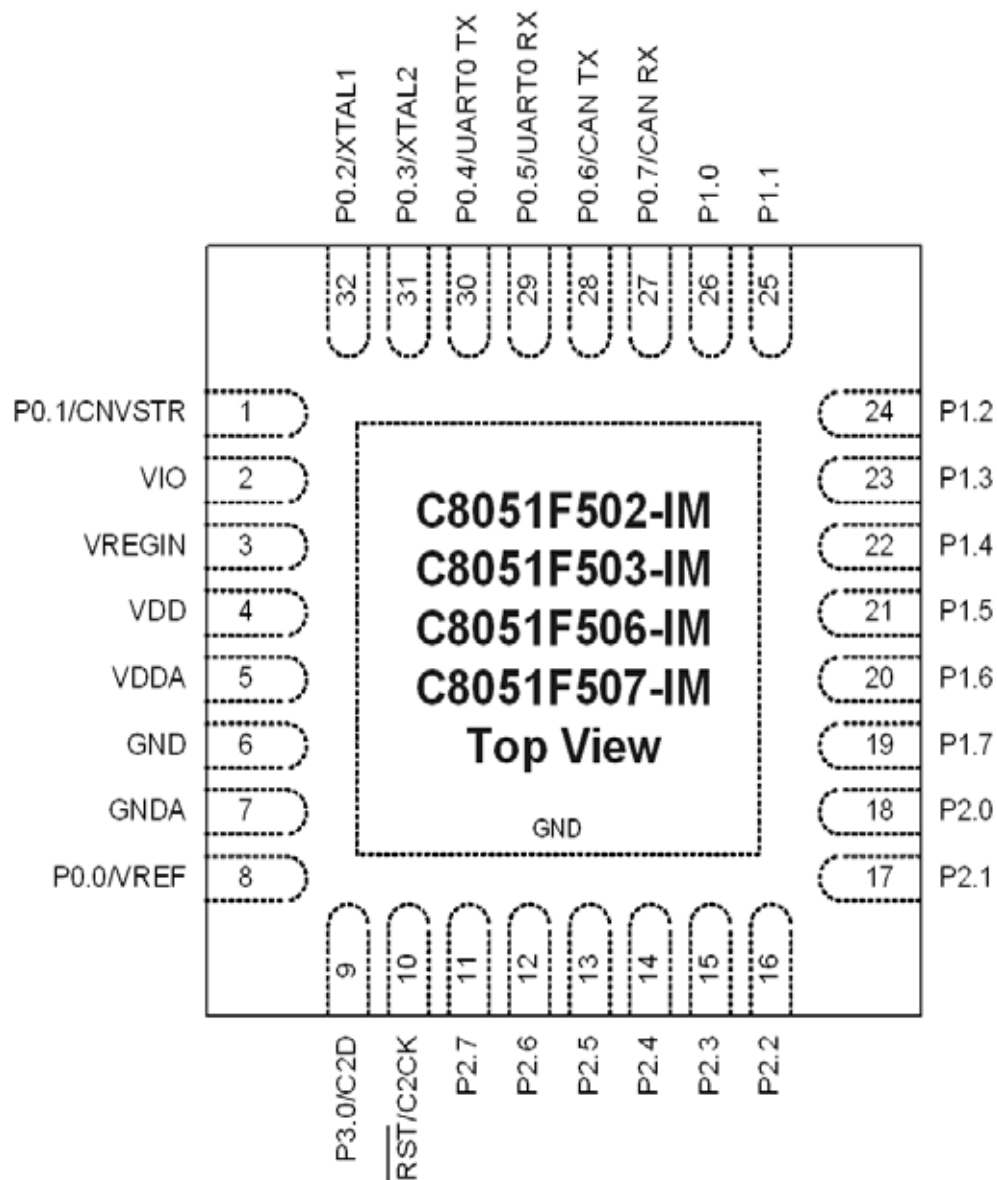 P0.2/XTAL1
P0.3/XTAL2
P0.4/UART0 TX
P0.5/UART0 RX
P0.6/CAN TX
P0.7/CAN RX
P1.0
P1.1
32
31
30
29
28
27
26
25
P0.1/CNVSTR 1
VIO 2
VREGIN 3
VDD 4
VDDA 5
GND 6
GNDA 7
P0.0/VREF 8
C8051F502-IM
C8051F503-IM
C8051F506-IM
C8051F507-IM
Top View
GND
24 P1.2
23 P1.3
22 P1.4
21 P1.5
20 P1.6
19 P1.7
18 P2.0
17 P2.1
9
10
11
12
13
14
15
16
P3.0/C2D
RST/C2CK
P2.7
P2.6
P2.5
P2.4
P2.3
P2.2